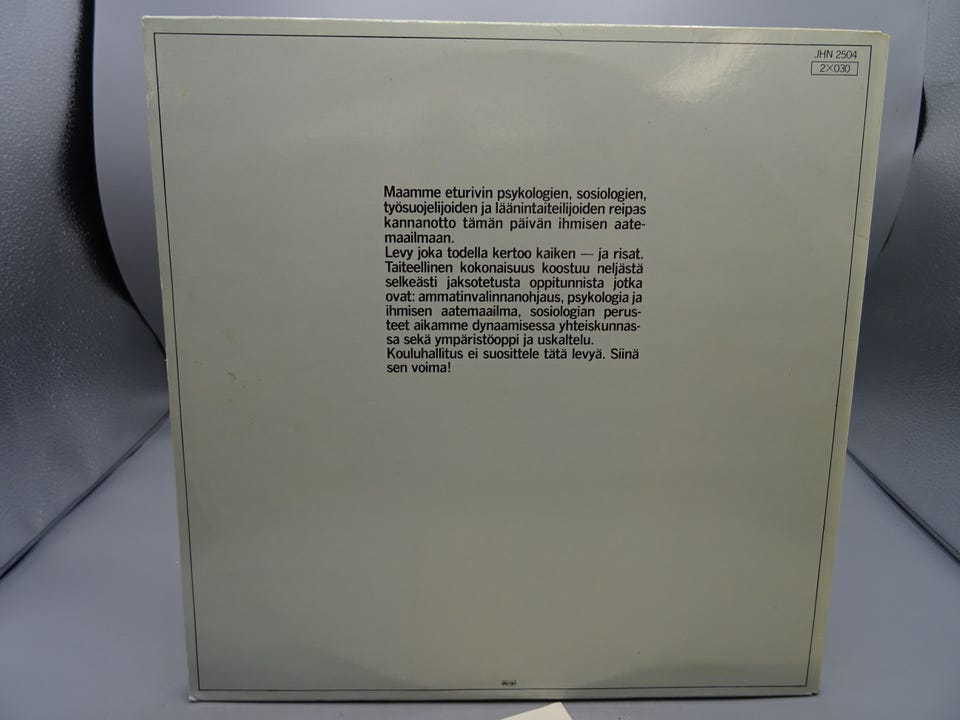 JHN 2504
2X030
Maamme eturivin psykologien, sosiologien,
työsuojelijoiden ja läänintaiteilijoiden reipas
kannanotto tämän päivän ihmisen aate-
maailmaan.
Levy joka todella kertoo kaiken — ja risat.
Taiteellinen kokonaisuus koostuu neljästä
selkeästi jaksotetusta oppitunnista jotka
ovat: ammatinvalinnanohjaus, psykologia ja
ihmisen aatemaailma, sosiologian perus-
teet aikamme dynaamisessa yhteiskunnas-
sa sekä ympäristöoppi ja uskaltelu.
Kouluhallitus ei suosittele tätä levyä. Siinä
sen voima!